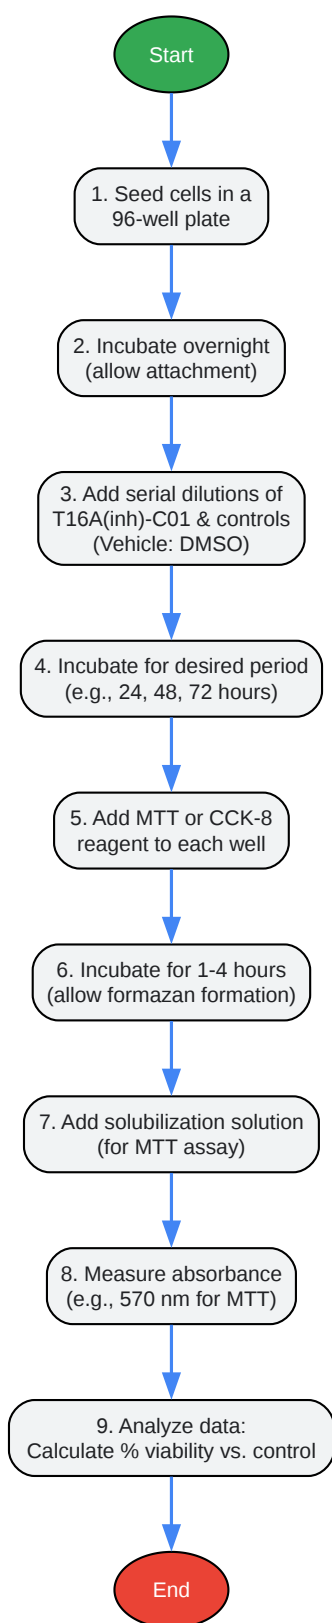 Start
1. Seed cells in a
96-well plate
2. Incubate overnight
(allow attachment)
3. Add serial dilutions of
T16A(inh)-C01 & controls
(Vehicle: DMSO)
4. Incubate for desired period
(e.g., 24, 48, 72 hours)
5. Add MTT or CCK-8
reagent to each well
6. Incubate for 1-4 hours
(allow formazan formation)
7. Add solubilization solution
(for MTT assay)
8. Measure absorbance
(e.g., 570 nm for MTT)
9. Analyze data:
Calculate % viability vs. control
End